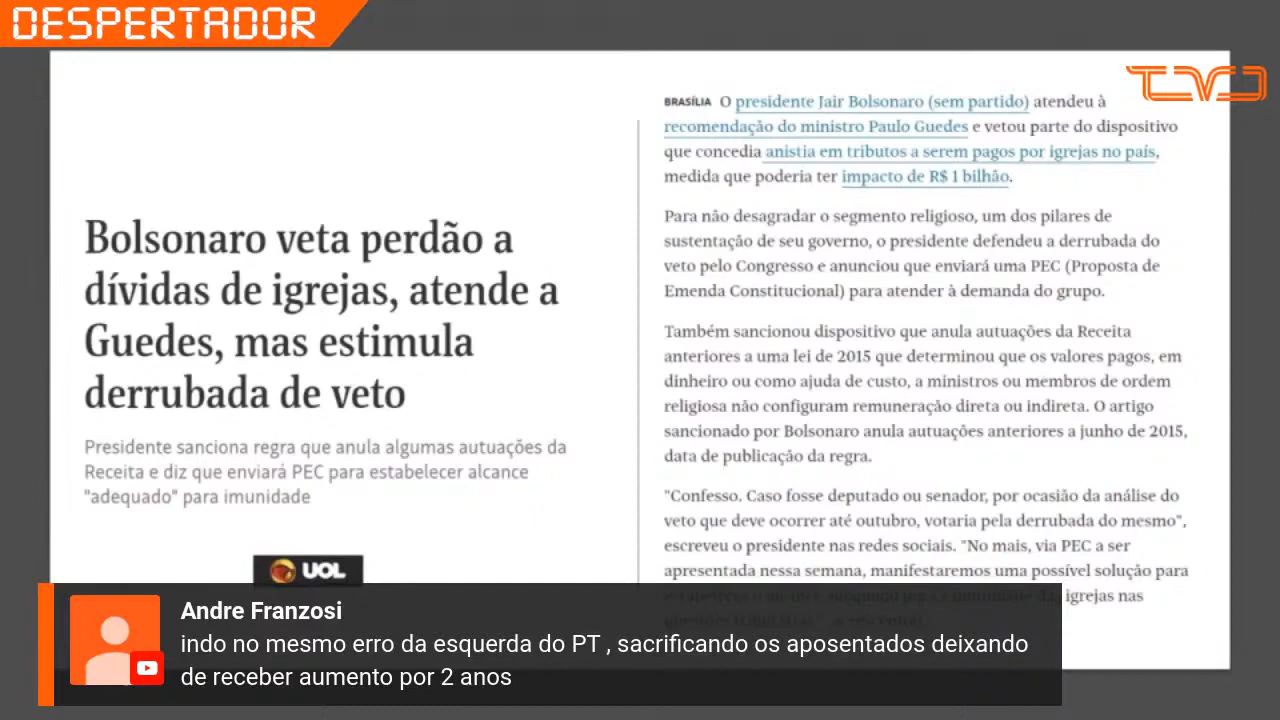 DESPERTADOR
TVD
Bolsonaro veta perdão a
dívidas de igrejas, atende a
Guedes, mas estimula
derrubada de veto
Presidente sanciona regra que anula algumas autuações da
Receita e diz que enviará PEC para estabelecer alcance
"adequado" para imunidade
UOL
BRASÍLIA O presidente Jair Bolsonaro (sem partido) atendeu à
recomendação do ministro Paulo Guedes e vetou parte do dispositivo
que concedia anistia em tributos a serem pagos por igrejas no país,
medida que poderia ter impacto de R$ 1 bilhão.
Para não desagradar o segmento religioso, um dos pilares de
sustentação de seu governo, o presidente defendeu a derrubada do
veto pelo Congresso e anunciou que enviará uma PEC (Proposta de
Emenda Constitucional) para atender à demanda do grupo.
Também sancionou dispositivo que anula autuações da Receita
anteriores a uma lei de 2015 que determinou que os valores pagos, em
dinheiro ou como ajuda de custo, a ministros ou membros de ordem
religiosa não configuram remuneração direta ou indireta. O artigo
sancionado por Bolsonaro anula autuações anteriores a junho de 2015,
data de publicação da regra.
"Confesso. Caso fosse deputado ou senador, por ocasião da análise do
veto que deve ocorrer até outubro, votaria pela derrubada do mesmo",
escreveu o presidente nas redes sociais. "No mais, via PEC a ser
apresentada nessa semana, manifestaremos uma possível solução para
igrejas nas
Andre Franzosi
indo no mesmo erro da esquerda do PT , sacrificando os aposentados deixando
de receber aumento por 2 anos